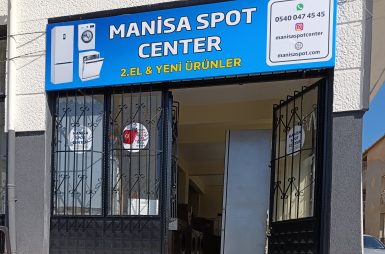 MANİSA SPOT
CENTER
2.EL & YENİ ÜRÜNLER
0540 047 45 45
manisaspotcenter
manisaspot.com